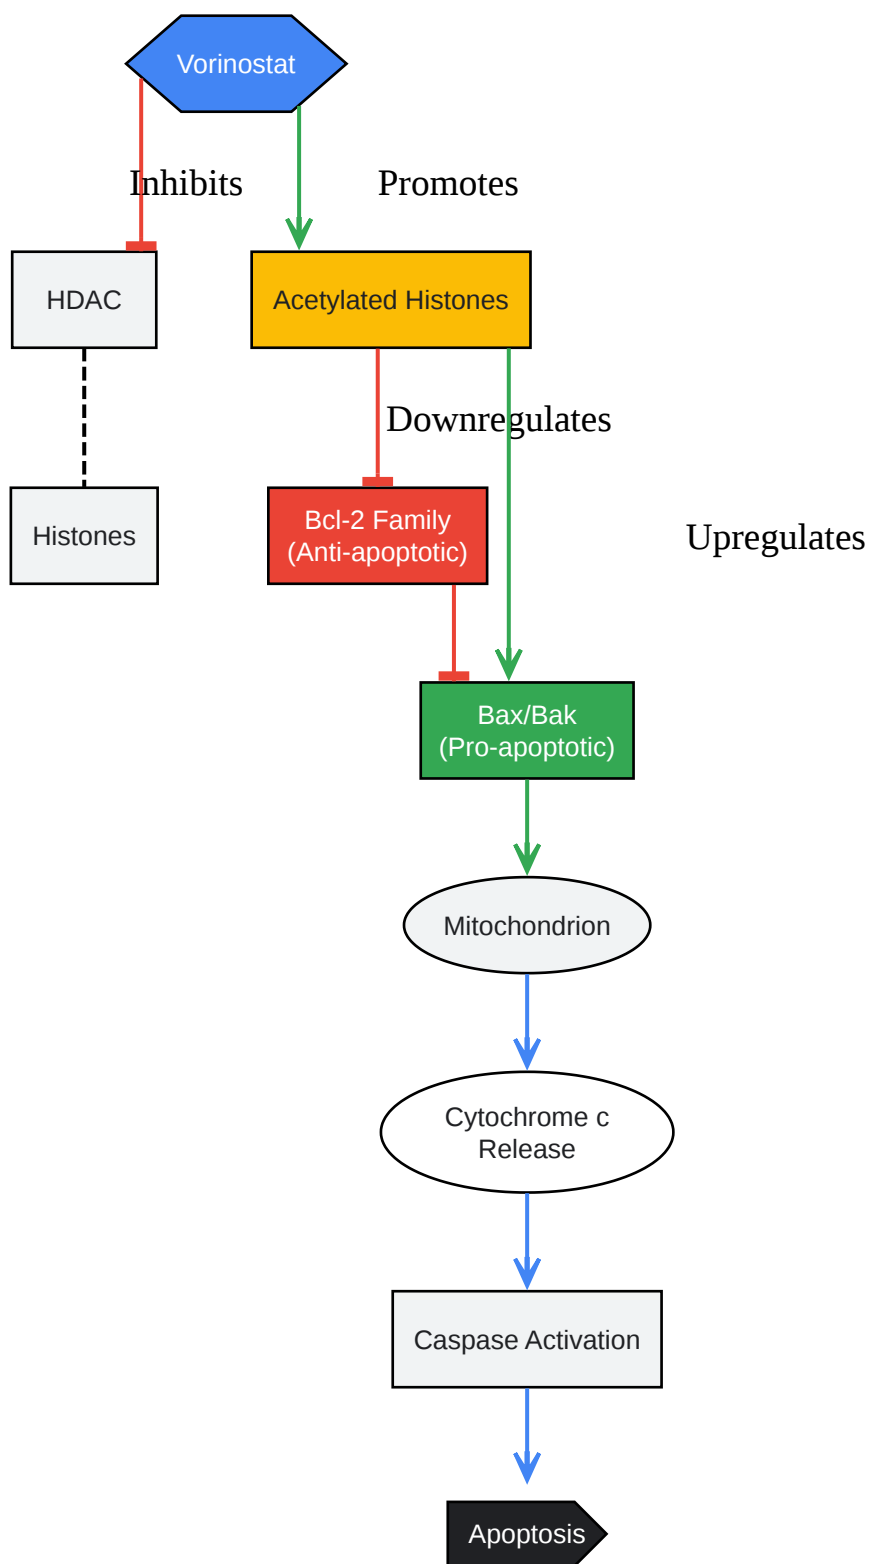 Vorinostat
Inhibits
Promotes
HDAC
Acetylated Histones
Downregulates
Histones
Bcl-2 Family
(Anti-apoptotic)
Upregulates
Bax/Bak
(Pro-apoptotic)
Mitochondrion
Cytochrome c
Release
Caspase Activation
Apoptosis